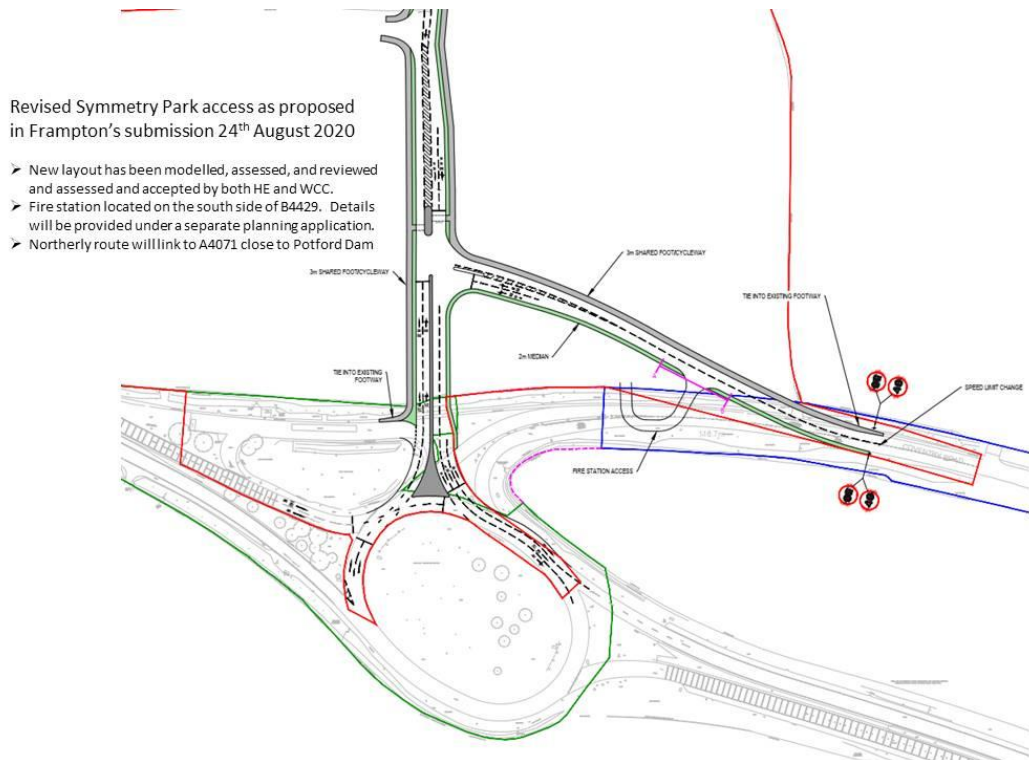 Revised Symmetry Park access as proposed
in Frampton's submission 24th August 2020
➢ New layout has been modelled, assessed, and reviewed
and assessed and accepted by both HE and WCC.
➢ Fire station located on the south side of B4429. Details
will be provided under a separate planning application.
➢ Northerly route will link to A4071 close to Potford Dam
3m SHARED FOOT/CYCLEWAY
3m SHARED FOOT/CYCLEWAY
TIE INTO EXISTING FOOTWAY
2m MEDIAN
TIE INTO EXISTING
FOOTWAY
SPEED LIMIT CHANGE
FIRE STATION ACCESS